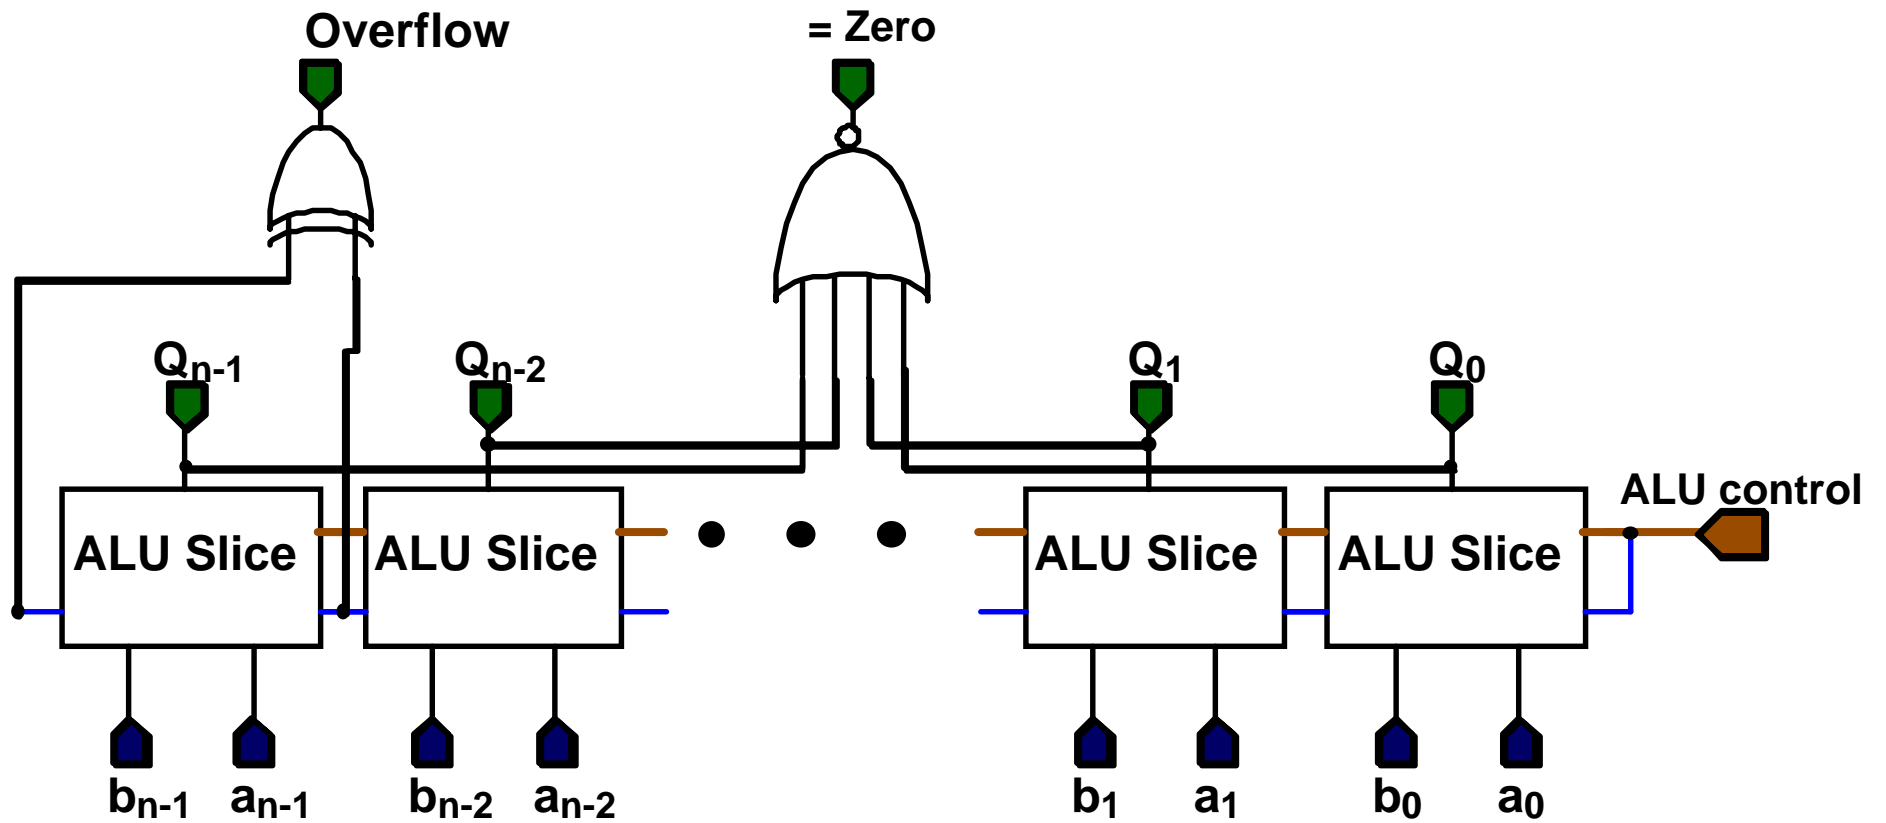 Overflow
= Zero
Qn-1
Qn-2
Q1
Q0
ALU control
ALU Slice
ALU Slice
ALU Slice
ALU Slice
bn-1
an-1
bn-2
an-2
b1
a1
b0
a0